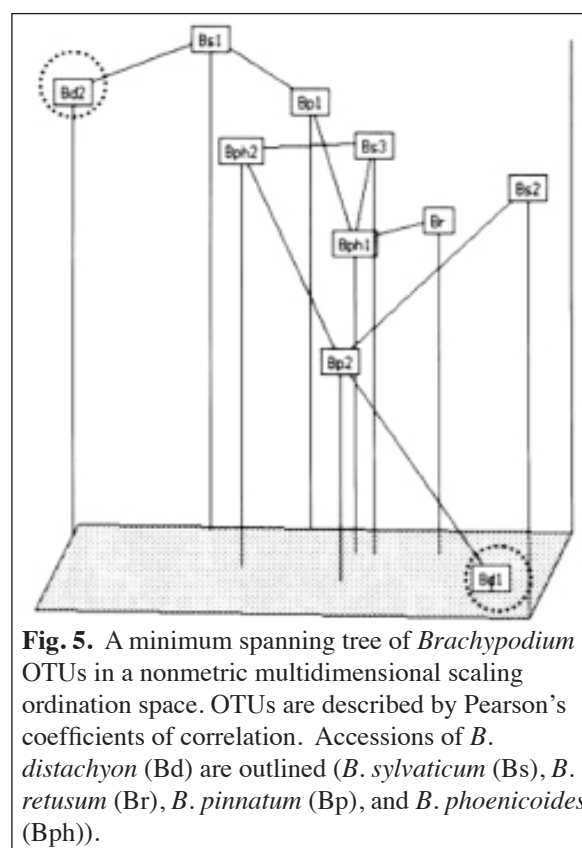 Bs1
Bd2
Bp1
Bph2
Bs3
Bs2
Br
Bph1
Bp2
Bd1
Fig. 5. A minimum spanning tree of Brachypodium
OTUs in a nonmetric multidimensional scaling
ordination space. OTUs are described by Pearson's
coefficients of correlation. Accessions of B.
distachyon (Bd) are outlined (B. sylvaticum (Bs), B.
retusum (Br), B. pinnatum (Bp), and B. phoenicoides
(Bph)).